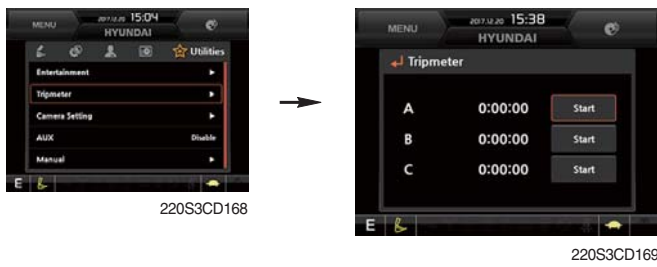 MENU
2017.12.20 15:04
HYUNDAI
Utilities
Entertainment
Tripmeter
Camera Setting
AUX Disable
Manual
E
220S3CD168
MENU
2017.12.20 15:38
HYUNDAI
Tripmeter
A 0:00:00 Start
B 0:00:00 Start
C 0:00:00 Start
E
220S3CD169